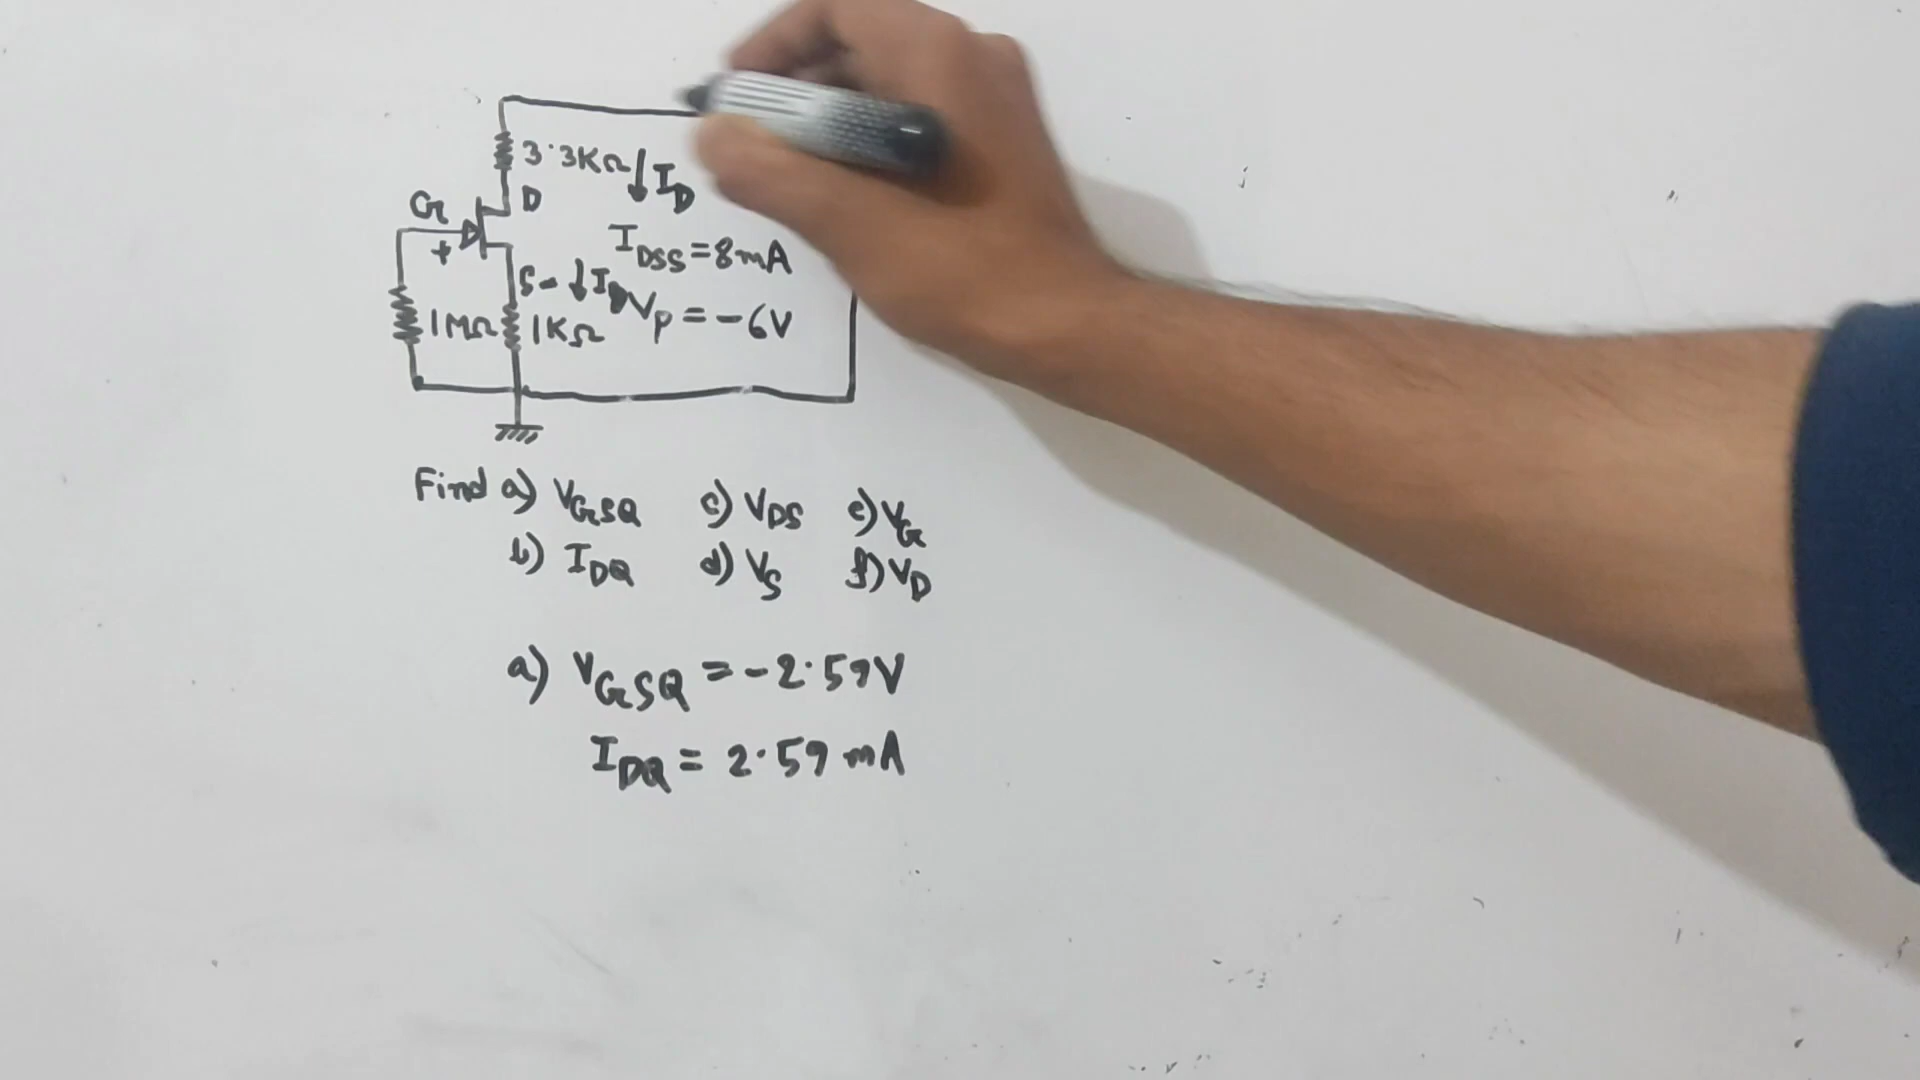 3.3KΩ ↓ I_D
D
G
+
I_DSS = 8mA
S - ↓ I_D
V_P = -6V
1MΩ 1KΩ
Find a) V_GSQ c) V_DS e) V_G
b) I_DQ d) V_S f) V_D
a) V_GSQ = -2.59V
I_DQ = 2.59 mA